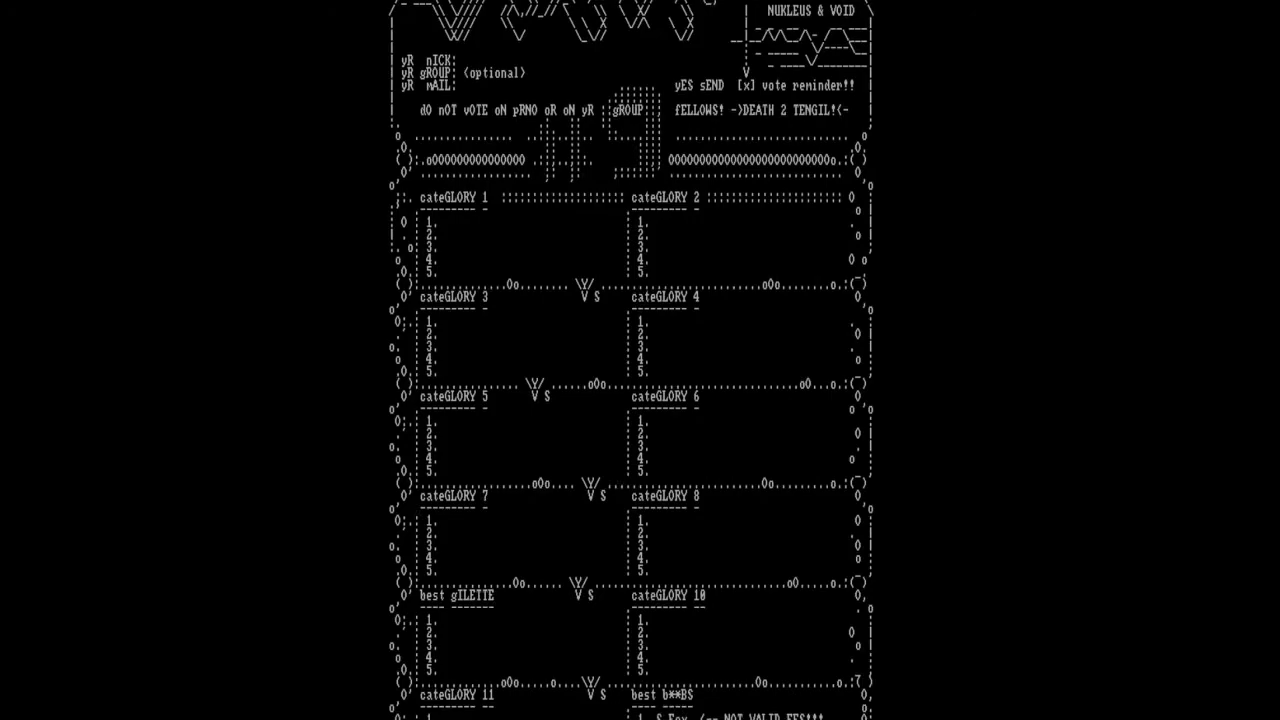 NUKLEUS & VOID
yR nICK:
yR gROUP: (optional)
yR mAIL:
yES sEND [x] vote reminder!!
dO nOT vOTE oN pRNO oR oN yR gROUP fELLOWS! ->DEATH 2 TENGIL!<-
#9
cateGLORY 1 cateGLORY 2
1. 1.
2. 2.
3. 3.
4. 4.
5. 5.
V S
cateGLORY 3 cateGLORY 4
1. 1.
2. 2.
3. 3.
4. 4.
5. 5.
V S
cateGLORY 5 cateGLORY 6
1. 1.
2. 2.
3. 3.
4. 4.
5. 5.
V S
cateGLORY 7 cateGLORY 8
1. 1.
2. 2.
3. 3.
4. 4.
5. 5.
V S
best gILETTE cateGLORY 10
1. 1.
2. 2.
3. 3.
4. 4.
5. 5.
V S
cateGLORY 11 best b**BS